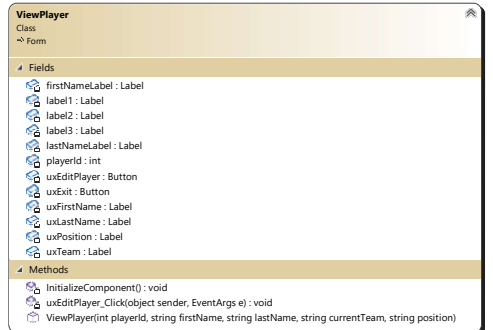 ViewPlayer
Class
Form
Fields
firstNameLabel : Label
label1 : Label
label2 : Label
label3 : Label
lastNameLabel : Label
playerId : int
uxEditPlayer : Button
uxExit : Button
uxFirstName : Label
uxLastName : Label
uxPosition : Label
uxTeam : Label
Methods
InitializeComponent() : void
uxEditPlayer_Click(object sender, EventArgs e) : void
ViewPlayer(int playerId, string firstName, string lastName, string currentTeam, string position)